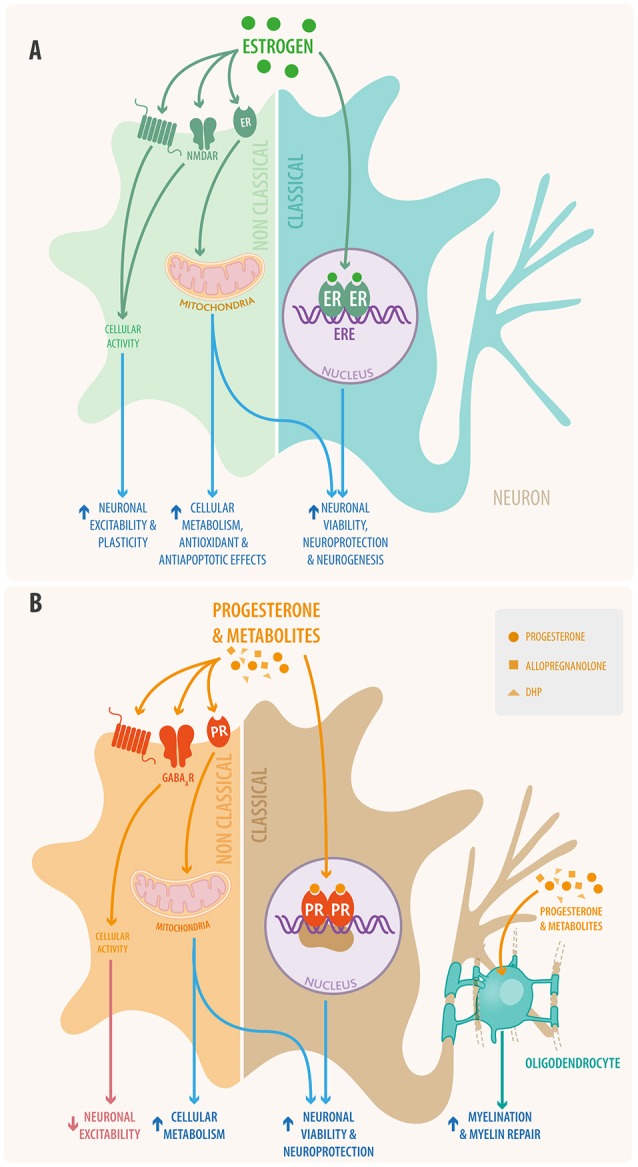 A
ESTROGEN
ER
NMDAR
NON CLASSICAL
CLASSICAL
MITOCHONDRIA
ER ER
ERE
NUCLEUS
CELLULAR
ACTIVITY
NEURON
NEURONAL
EXCITABILITY &
PLASTICITY
CELLULAR
METABOLISM,
ANTIOXIDANT &
ANTIAPOPTOTIC EFFECTS
NEURONAL
VIABILITY,
NEUROPROTECTION
& NEUROGENESIS
B
PROGESTERONE
& METABOLITES
PROGESTERONE
ALLOPREGNANOLONE
DHP
PR
GABAAR
NON CLASSICAL
CLASSICAL
MITOCHONDRIA
PR PR
NUCLEUS
CELLULAR
ACTIVITY
PROGESTERONE
& METABOLITES
OLIGODENDROCYTE
NEURONAL
EXCITABILITY
CELLULAR
METABOLISM
NEURONAL
VIABILITY &
NEUROPROTECTION
MYELINATION
& MYELIN REPAIR